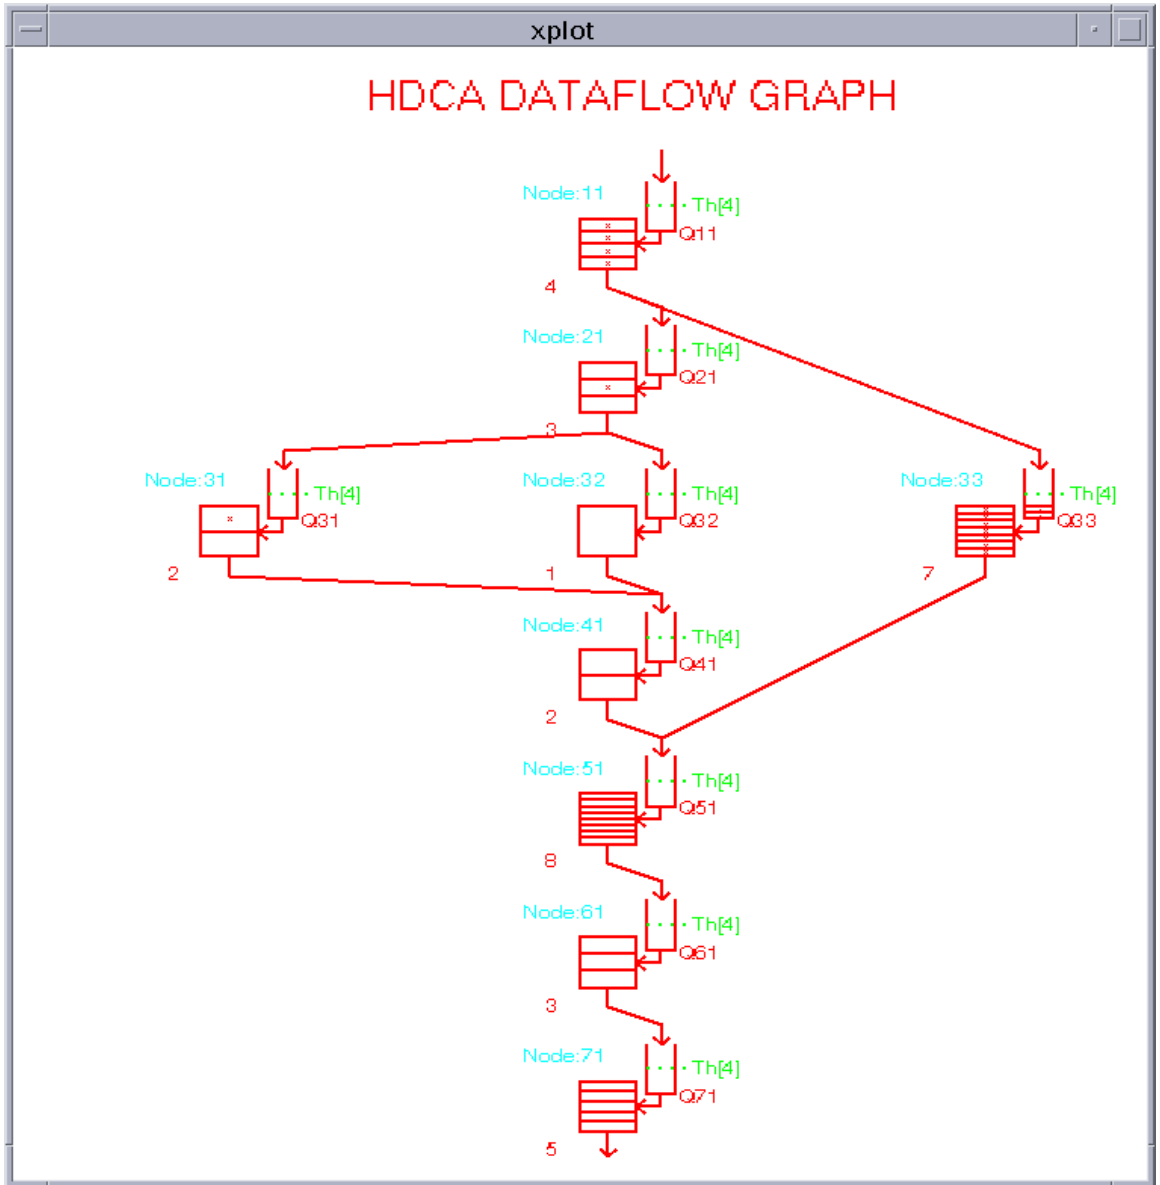 xplot
HDCA DATAFLOW GRAPH
Node:11
Th[4]
Q11
4
Node:21
Th[4]
Q21
3
Node:31
Th[4]
Q31
2
Node:32
Th[4]
Q32
1
Node:33
Th[4]
Q33
7
Node:41
Th[4]
Q41
2
Node:51
Th[4]
Q51
8
Node:61
Th[4]
Q61
3
Node:71
Th[4]
Q71
5